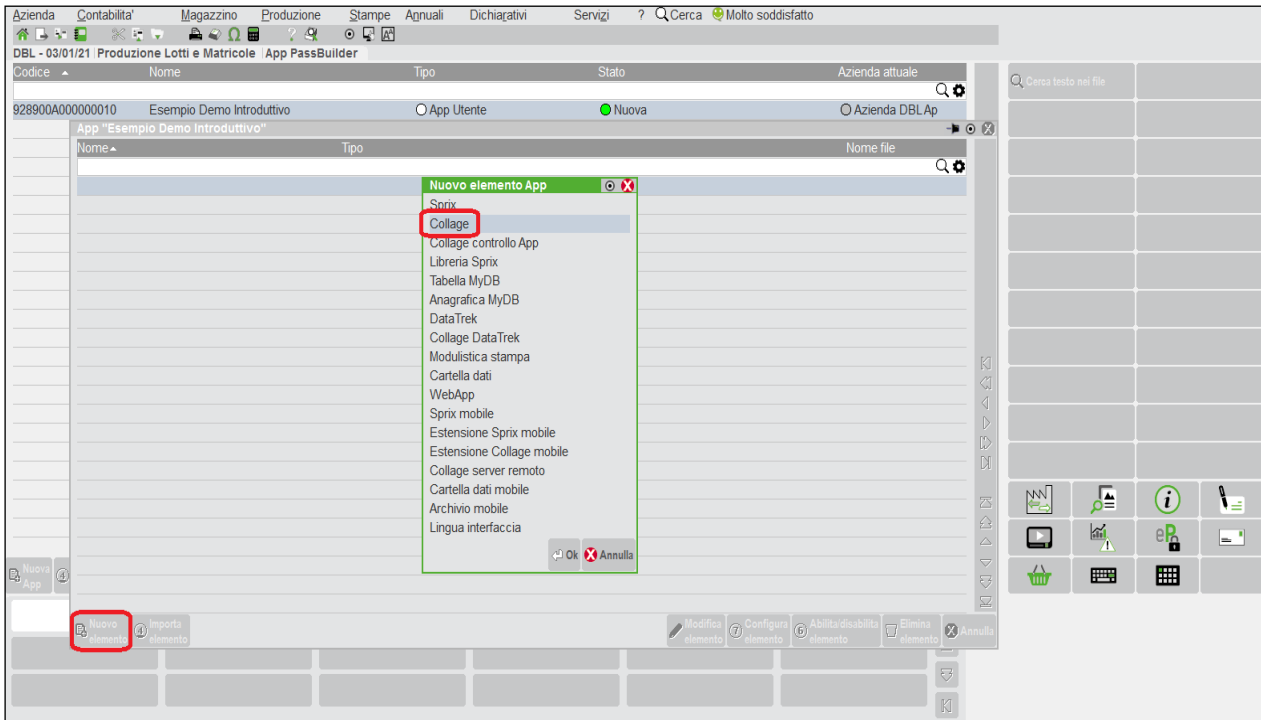 Azienda Contabilita' Magazzino Produzione Stampe Annuali Dichiarativi Servizi ? Cerca Molto soddisfatto
DBL - 03/01/21 Produzione Lotti e Matricole App PassBuilder
Codice Nome Tipo Stato Azienda attuale
Cerca testo nei file
928900A000000010 Esempio Demo Introduttivo App Utente Nuova Azienda DBL Ap
App "Esempio Demo Introduttivo"
Nome Tipo Nome file
Nuovo elemento App
Sprix
Collage
Collage controllo App
Libreria Sprix
Tabella MyDB
Anagrafica MyDB
DataTrek
Collage DataTrek
Modulistica stampa
Cartella dati
WebApp
Sprix mobile
Estensione Sprix mobile
Estensione Collage mobile
Collage server remoto
Cartella dati mobile
Archivio mobile
Lingua interfaccia
Ok Annulla
Nuova App 4
Nuovo elemento 4 Importa elemento Modifica elemento 7 Configura elemento 6 Abilita/disabilita elemento Elimina elemento Annulla